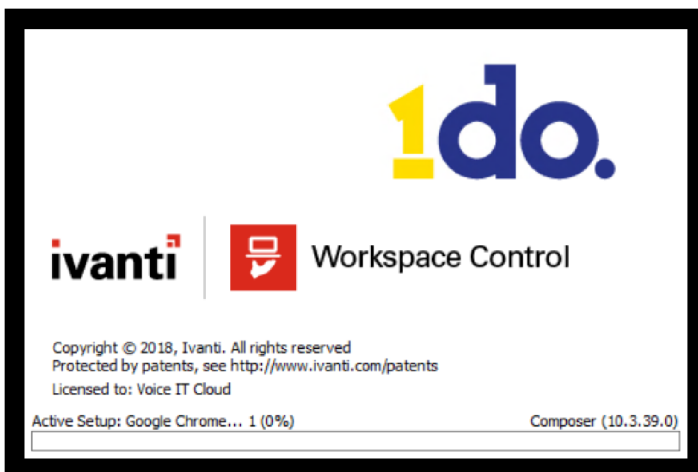 1do.
ivanti
Workspace Control
Copyright © 2018, Ivanti. All rights reserved
Protected by patents, see http://www.ivanti.com/patents
Licensed to: Voice IT Cloud
Active Setup: Google Chrome... 1 (0%) Composer (10.3.39.0)